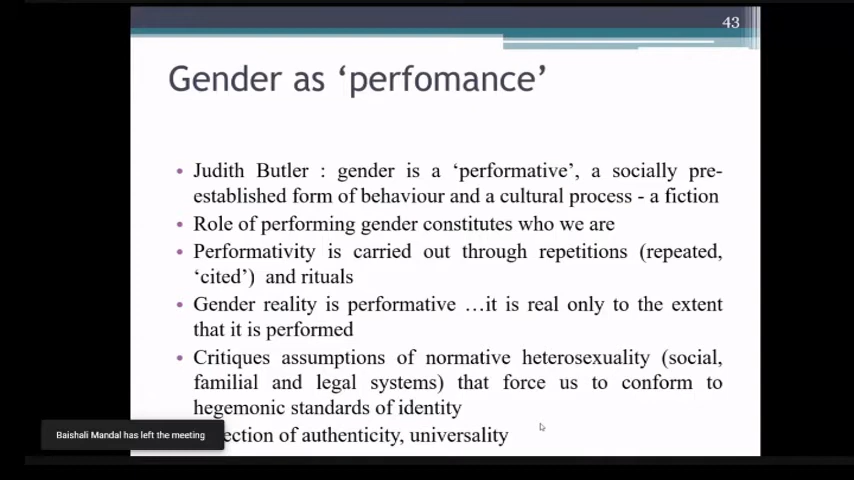 43
Gender as ‘perfomance’
• Judith Butler : gender is a ‘performative’, a socially pre-
established form of behaviour and a cultural process - a fiction
• Role of performing gender constitutes who we are
• Performativity is carried out through repetitions (repeated,
‘cited’) and rituals
• Gender reality is performative …it is real only to the extent
that it is performed
• Critiques assumptions of normative heterosexuality (social,
familial and legal systems) that force us to conform to
hegemonic standards of identity
of authenticity, universality
Baishali Mandal has left the meeting